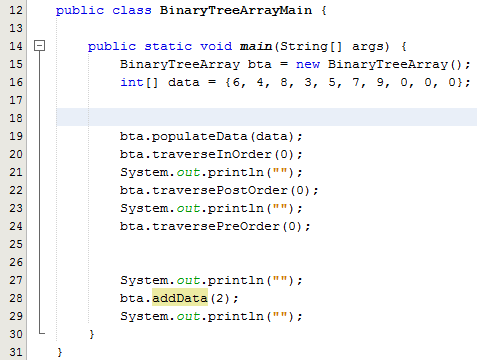 12 public class BinaryTreeArrayMain {
13
14 public static void main(String[] args) {
15 BinaryTreeArray bta = new BinaryTreeArray();
16 int[] data = {6, 4, 8, 3, 5, 7, 9, 0, 0, 0};
17
18
19 bta.populateData(data);
20 bta.traverseInOrder(0);
21 System.out.println("");
22 bta.traversePostOrder(0);
23 System.out.println("");
24 bta.traversePreOrder(0);
25
26
27 System.out.println("");
28 bta.addData(2);
29 System.out.println("");
30 }
31 }